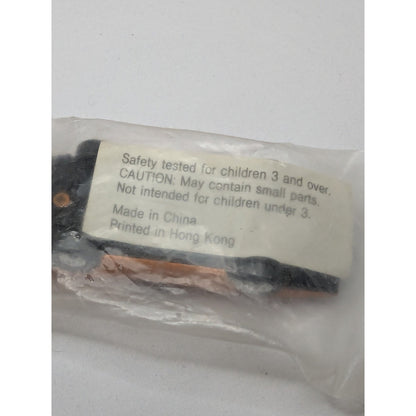 Safety tested for children 3 and over.
CAUTION: May contain small parts.
Not intended for children under 3.
Made in China
Printed in Hong Kong